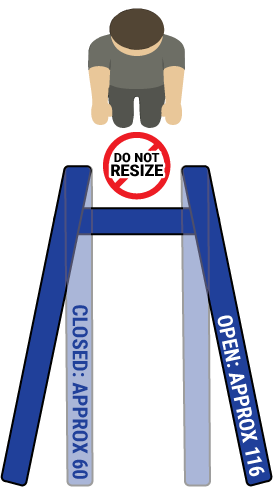 DO NOT
RESIZE
CLOSED: APPROX 60
OPEN: APPROX 116